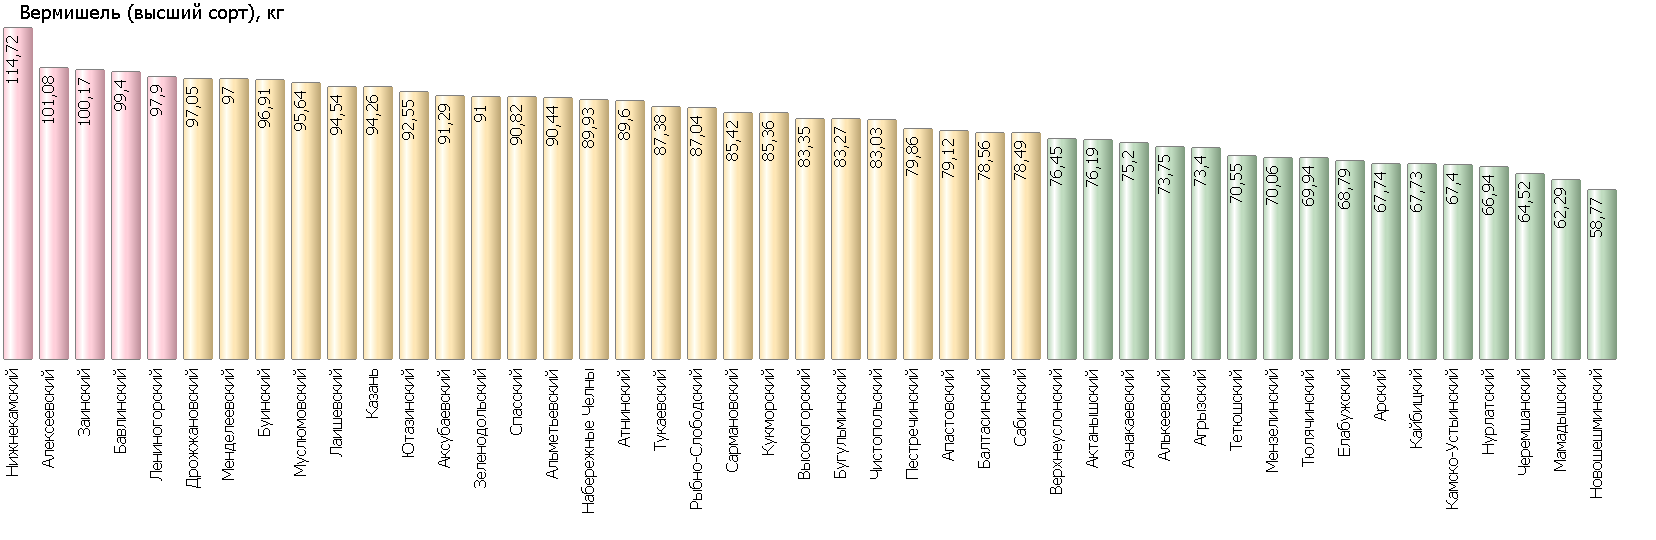 Вермишель (высший сорт), кг
114,72
101,08
100,17
99,4
97,9
97,05
97
96,91
95,64
94,54
94,26
92,55
91,29
91
90,82
90,44
89,93
89,6
87,38
87,04
85,42
85,36
83,35
83,27
83,03
79,86
79,12
78,56
78,49
76,45
76,19
75,2
73,75
73,4
70,55
70,06
69,94
68,79
67,74
67,73
67,4
66,94
64,52
62,29
58,77
Нижнекамский
Алексеевский
Заинский
Бавлинский
Лениногорский
Дрожжановский
Менделеевский
Буинский
Муслюмовский
Лаишевский
Казань
Ютазинский
Аксубаевский
Зеленодольский
Спасский
Альметьевский
Набережные Челны
Атнинский
Тукаевский
Рыбно-Слободский
Сармановский
Кукморский
Высокогорский
Бугульминский
Чистопольский
Пестречинский
Апастовский
Балтасинский
Сабинский
Верхнеуслонский
Актанышский
Азнакаевский
Алькеевский
Агрызский
Тетюшский
Мензелинский
Тюлячинский
Елабужский
Арский
Кайбицкий
Камско-Устьинский
Нурлатский
Черемшанский
Мамадышский
Новошешминский